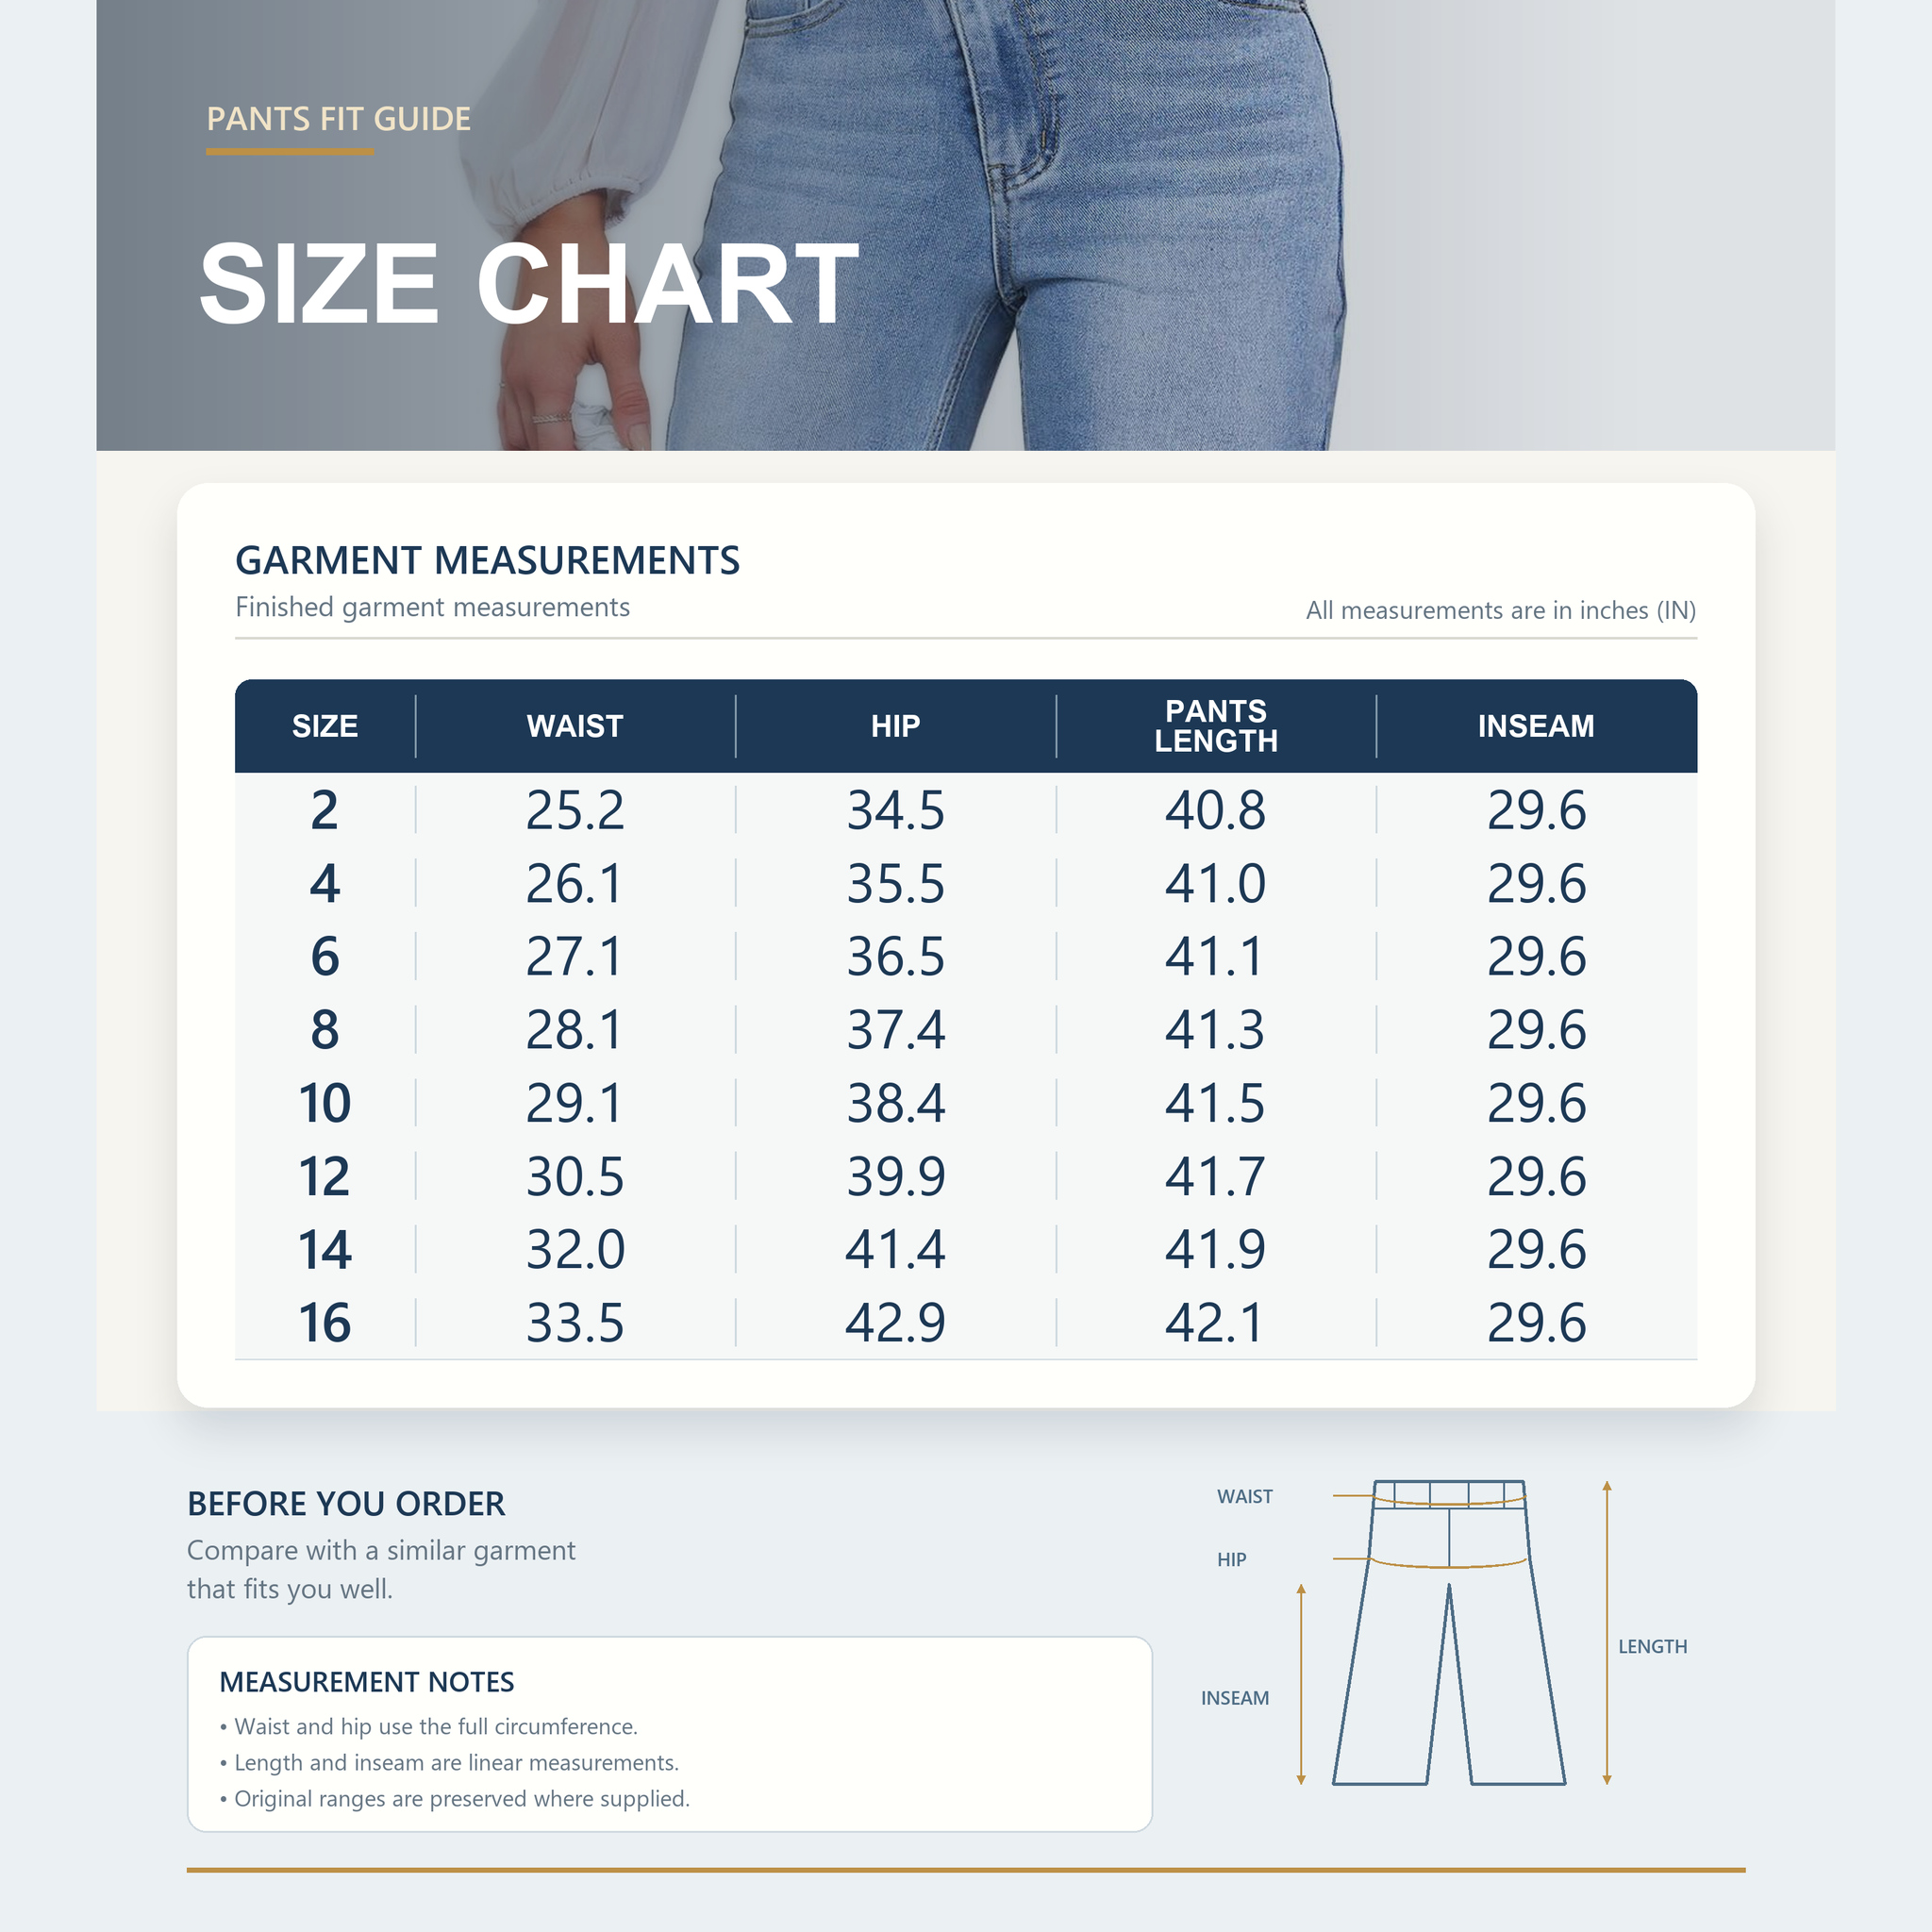 PANTS FIT GUIDE
SIZE CHART
GARMENT MEASUREMENTS
Finished garment measurements
All measurements are in inches (IN)
SIZE WAIST HIP PANTS LENGTH INSEAM
2 25.2 34.5 40.8 29.6
4 26.1 35.5 41.0 29.6
6 27.1 36.5 41.1 29.6
8 28.1 37.4 41.3 29.6
10 29.1 38.4 41.5 29.6
12 30.5 39.9 41.7 29.6
14 32.0 41.4 41.9 29.6
16 33.5 42.9 42.1 29.6
BEFORE YOU ORDER
Compare with a similar garment
that fits you well.
MEASUREMENT NOTES
• Waist and hip use the full circumference.
• Length and inseam are linear measurements.
• Original ranges are preserved where supplied.
WAIST
HIP
INSEAM
LENGTH